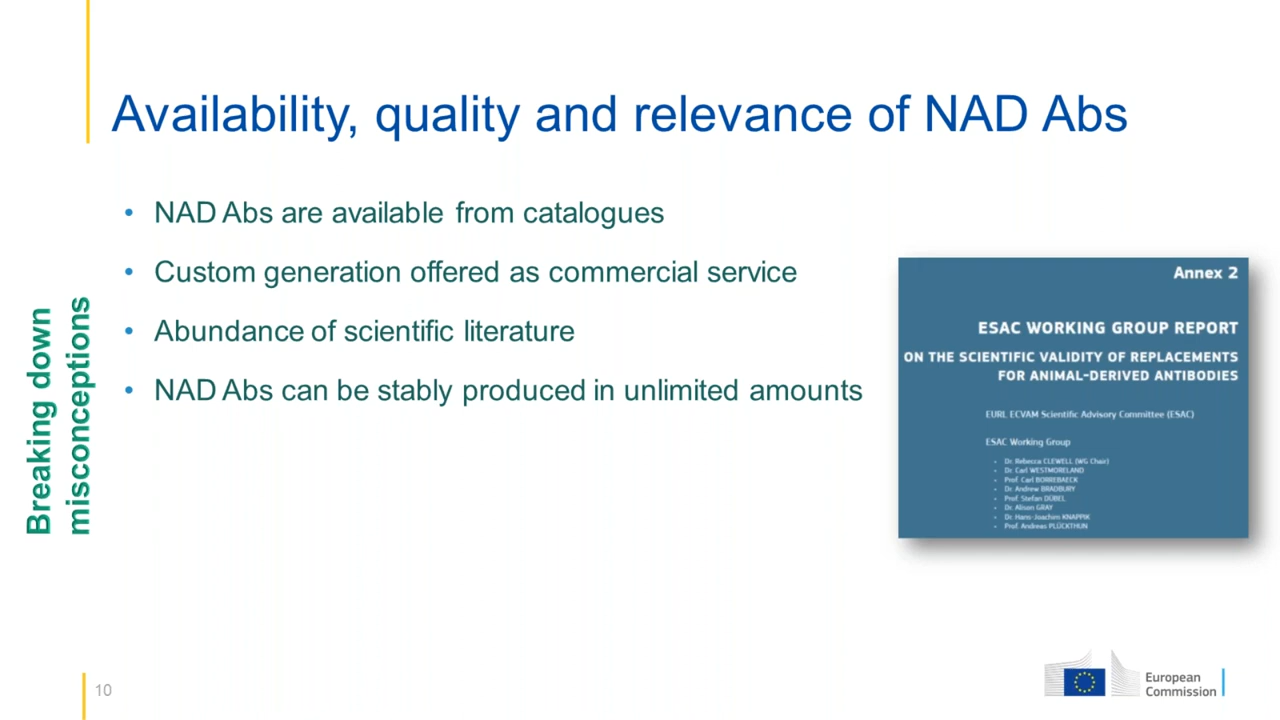 Availability, quality and relevance of NAD Abs
Breaking down
misconceptions
• NAD Abs are available from catalogues
• Custom generation offered as commercial service
• Abundance of scientific literature
• NAD Abs can be stably produced in unlimited amounts
Annex 2
ESAC WORKING GROUP REPORT
ON THE SCIENTIFIC VALIDITY OF REPLACEMENTS
FOR ANIMAL-DERIVED ANTIBODIES
EURL ECVAM Scientific Advisory Committee (ESAC)
ESAC Working Group
• Dr. Rebecca CLEWELL (WG Chair)
• Dr. Carl WESTMORELAND
• Prof. Carl BORREBAECK
• Dr. Andrew BRADBURY
• Prof. Stefan DÜBEL
• Dr. Alison GRAY
• Dr. Hans-Joachim KNAPPIK
• Prof. Andreas PLÜCKTHUN
10
European
Commission